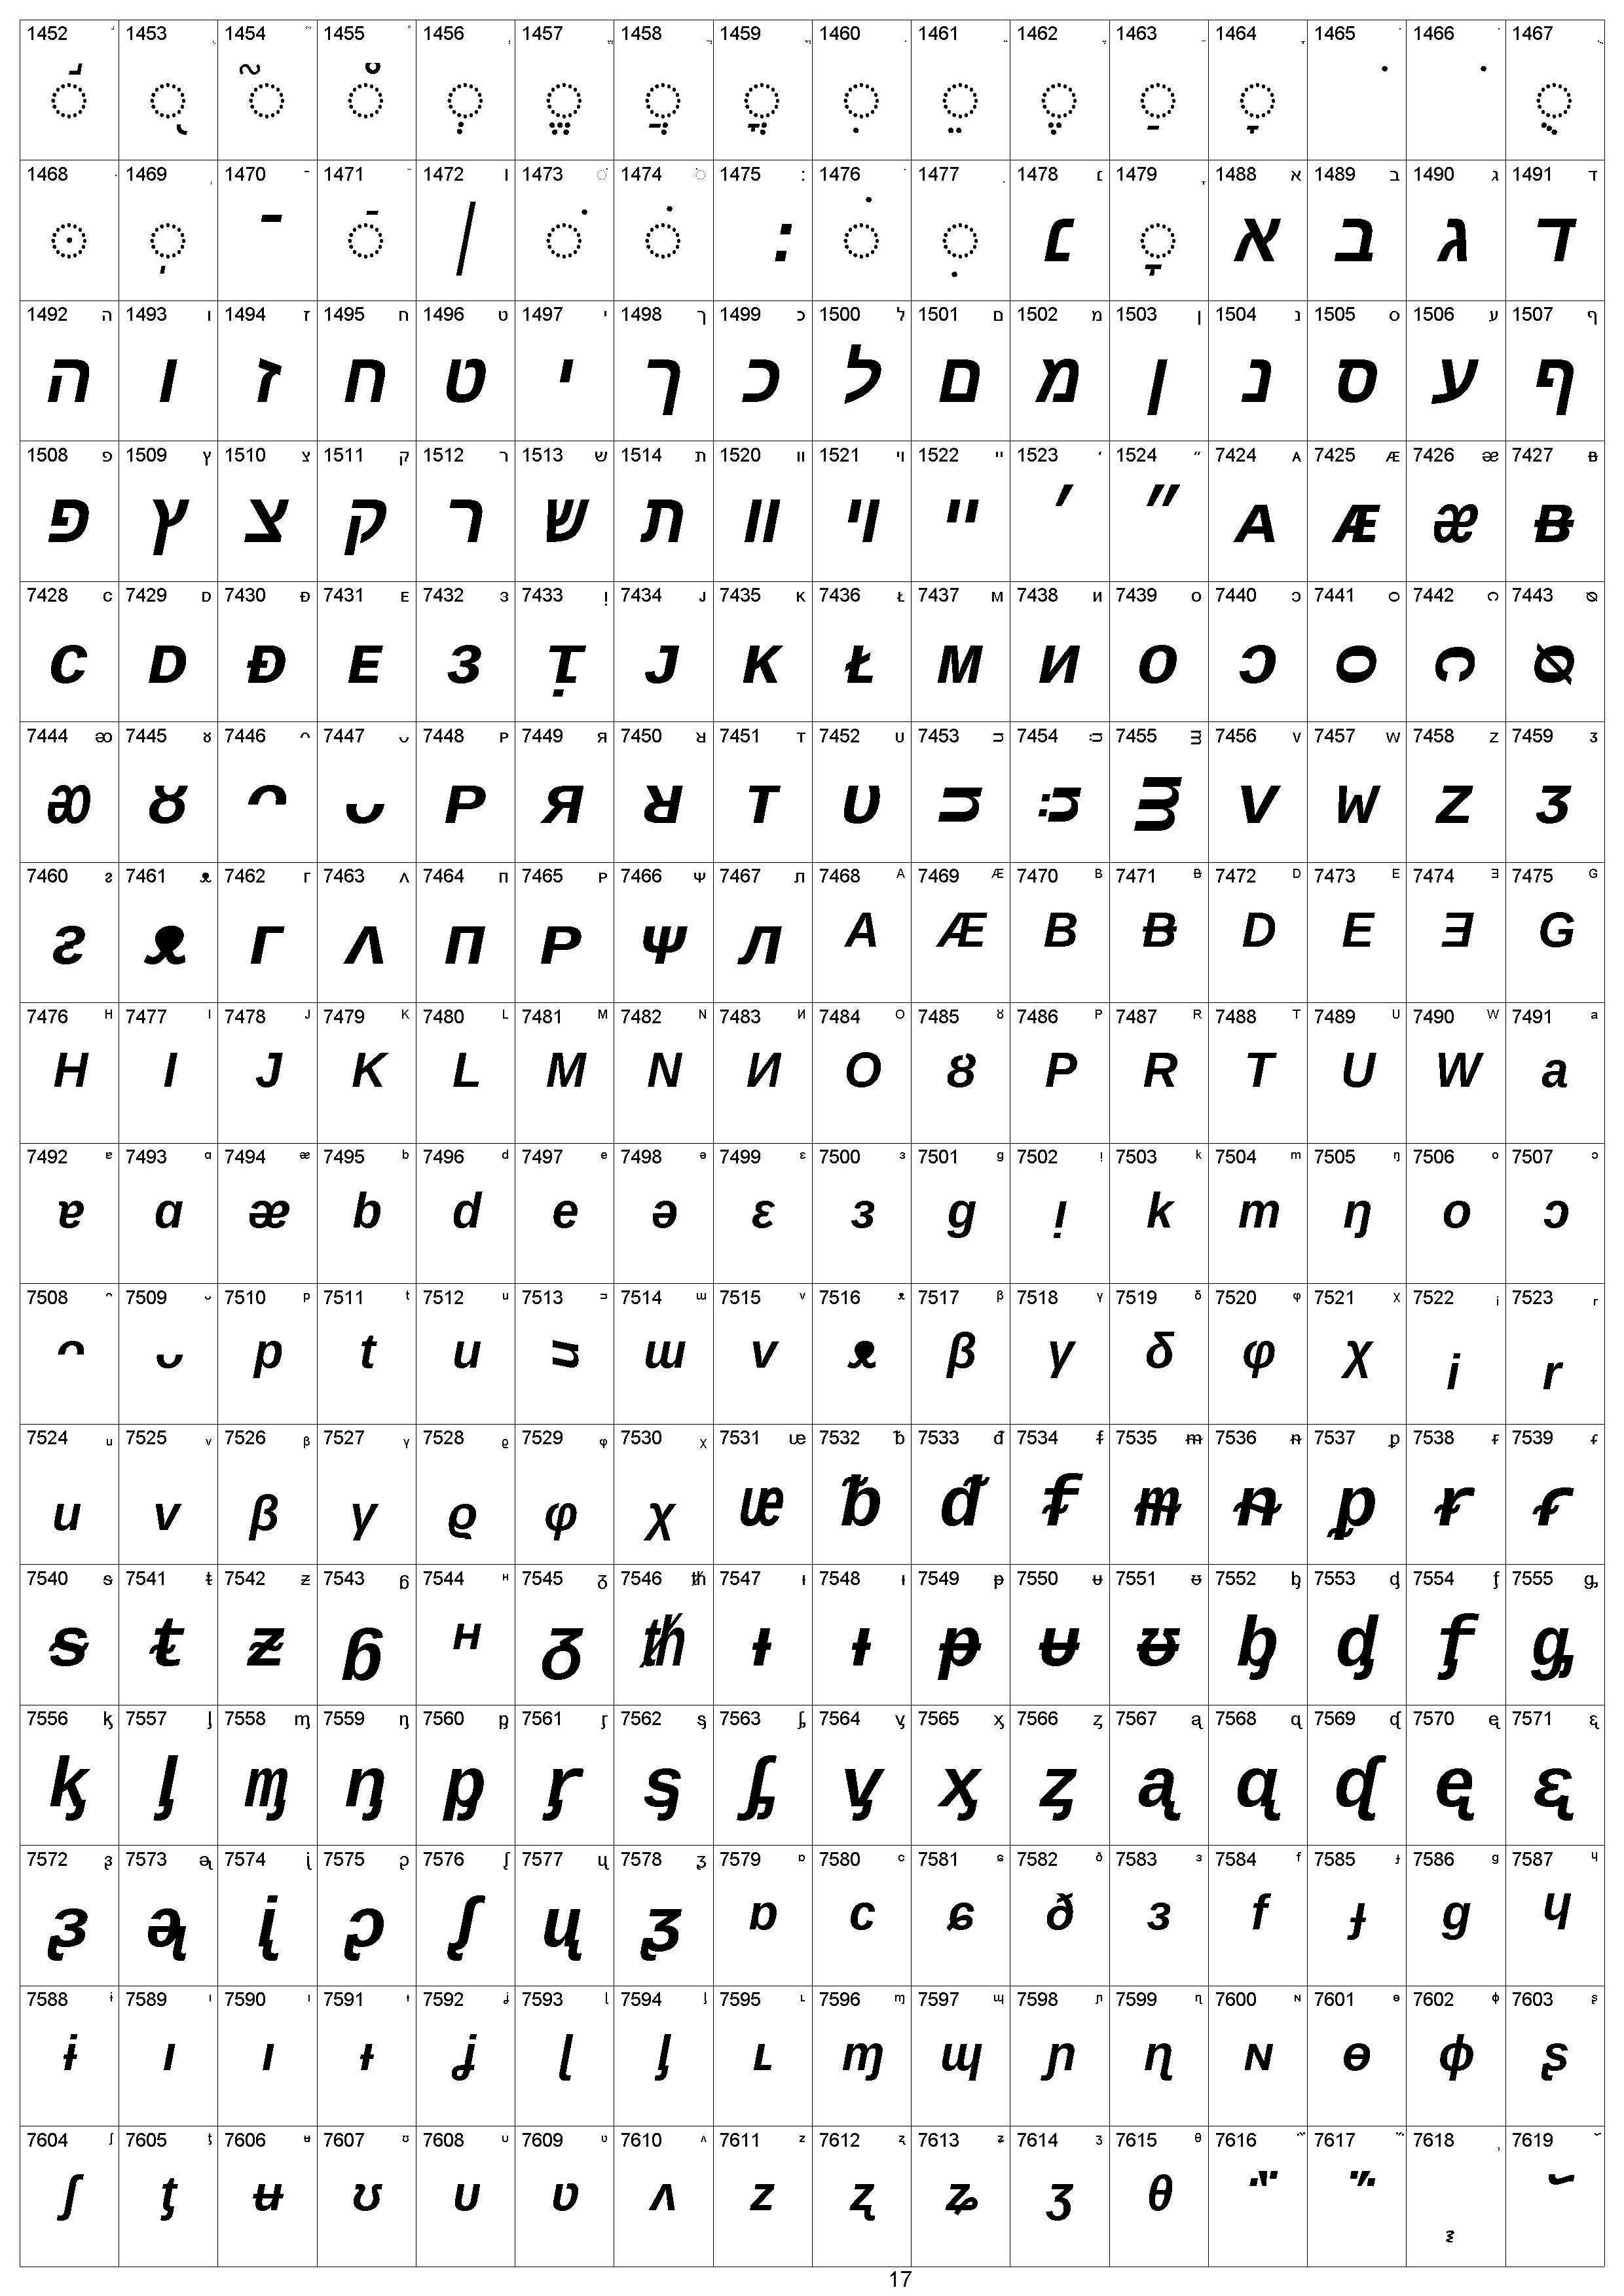 1452 ֬ 1453 ֭ 1454 ֮ 1455 ֯ 1456 ְ 1457 ֱ 1458 ֲ 1459 ֳ 1460 ִ 1461 ֵ 1462 ֶ 1463 ַ 1464 ָ 1465 ֹ 1466 ֺ 1467 ֻ
◌֬ ◌֭ ◌֮ ◌֯ ◌ְ ◌ֱ ◌ֲ ◌ֳ ◌ִ ◌ֵ ◌ֶ ◌ַ ◌ָ ֹ ֺ ◌ֻ
1468 ּ 1469 ֽ 1470 ־ 1471 ֿ 1472 ׀ 1473 ׁ 1474 ׂ 1475 ׃ 1476 ׄ 1477 ׅ 1478 ׆ 1479 ׇ 1488 א 1489 ב 1490 ג 1491 ד
◌ּ ◌ֽ ־ ◌ֿ ׀ ◌ׁ ◌ׂ ׃ ◌ׄ ◌ׅ ׆ ◌ׇ א ב ג ד
1492 ה 1493 ו 1494 ז 1495 ח 1496 ט 1497 י 1498 ך 1499 כ 1500 ל 1501 ם 1502 מ 1503 ן 1504 נ 1505 ס 1506 ע 1507 ף
ה ו ז ח ט י ך כ ל ם מ ן נ ס ע ף
1508 פ 1509 ץ 1510 צ 1511 ק 1512 ר 1513 ש 1514 ת 1520 װ 1521 ױ 1522 ײ 1523 ׳ 1524 ״ 7424 ᴀ 7425 ᴁ 7426 ᴂ 7427 ᴃ
פ ץ צ ק ר ש ת װ ױ ײ ׳ ״ ᴀ ᴁ ᴂ ᴃ
7428 ᴄ 7429 ᴅ 7430 ᴆ 7431 ᴇ 7432 ᴈ 7433 ᴉ 7434 ᴊ 7435 ᴋ 7436 ᴌ 7437 ᴍ 7438 ᴎ 7439 ᴏ 7440 ᴐ 7441 ᴑ 7442 ᴒ 7443 ᴓ
ᴄ ᴅ ᴆ ᴇ ᴈ ᴉ ᴊ ᴋ ᴌ ᴍ ᴎ ᴏ ᴐ ᴑ ᴒ ᴓ
7444 ᴔ 7445 ᴕ 7446 ᴖ 7447 ᴗ 7448 ᴘ 7449 ᴙ 7450 ᴚ 7451 ᴛ 7452 ᴜ 7453 ᴝ 7454 ᴞ 7455 ᴟ 7456 ᴠ 7457 ᴡ 7458 ᴢ 7459 ᴣ
ᴔ ᴕ ᴖ ᴗ ᴘ ᴙ ᴚ ᴛ ᴜ ᴝ ᴞ ᴟ ᴠ ᴡ ᴢ ᴣ
7460 ᴤ 7461 ᴥ 7462 ᴦ 7463 ᴧ 7464 ᴨ 7465 ᴩ 7466 ᴪ 7467 ᴫ 7468 ᴬ 7469 ᴭ 7470 ᴮ 7471 ᴯ 7472 ᴰ 7473 ᴱ 7474 ᴲ 7475 ᴳ
ᴤ ᴥ ᴦ ᴧ ᴨ ᴩ ᴪ ᴫ ᴬ ᴭ ᴮ ᴯ ᴰ ᴱ ᴲ ᴳ
7476 ᴴ 7477 ᴵ 7478 ᴶ 7479 ᴷ 7480 ᴸ 7481 ᴹ 7482 ᴺ 7483 ᴻ 7484 ᴼ 7485 ᴽ 7486 ᴾ 7487 ᴿ 7488 ᵀ 7489 ᵁ 7490 ᵂ 7491 ᵃ
ᴴ ᴵ ᴶ ᴷ ᴸ ᴹ ᴺ ᴻ ᴼ ᴽ ᴾ ᴿ ᵀ ᵁ ᵂ ᵃ
7492 ᵄ 7493 ᵅ 7494 ᵆ 7495 ᵇ 7496 ᵈ 7497 ᵉ 7498 ᵊ 7499 ᵋ 7500 ᵌ 7501 ᵍ 7502 ᵎ 7503 ᵏ 7504 ᵐ 7505 ᵑ 7506 ᵒ 7507 ᵓ
ᵄ ᵅ ᵆ ᵇ ᵈ ᵉ ᵊ ᵋ ᵌ ᵍ ᵎ ᵏ ᵐ ᵑ ᵒ ᵓ
7508 ᵔ 7509 ᵕ 7510 ᵖ 7511 ᵗ 7512 ᵘ 7513 ᵙ 7514 ᵚ 7515 ᵛ 7516 ᵜ 7517 ᵝ 7518 ᵞ 7519 ᵟ 7520 ᵠ 7521 ᵡ 7522 ᵢ 7523 ᵣ
ᵔ ᵕ ᵖ ᵗ ᵘ ᵙ ᵚ ᵛ ᵜ ᵝ ᵞ ᵟ ᵠ ᵡ ᵢ ᵣ
7524 ᵤ 7525 ᵥ 7526 ᵦ 7527 ᵧ 7528 ᵨ 7529 ᵩ 7530 ᵪ 7531 ᵫ 7532 ᵬ 7533 ᵭ 7534 ᵮ 7535 ᵯ 7536 ᵰ 7537 ᵱ 7538 ᵲ 7539 ᵳ
ᵤ ᵥ ᵦ ᵧ ᵨ ᵩ ᵪ ᵫ ᵬ ᵭ ᵮ ᵯ ᵰ ᵱ ᵲ ᵳ
7540 ᵴ 7541 ᵵ 7542 ᵶ 7543 ᵷ 7544 ᵸ 7545 ᵹ 7546 ᵺ 7547 ᵻ 7548 ᵼ 7549 ᵽ 7550 ᵾ 7551 ᵿ 7552 ᶀ 7553 ᶁ 7554 ᶂ 7555 ᶃ
ᵴ ᵵ ᵶ ᵷ ᵸ ᵹ ᵺ ᵻ ᵼ ᵽ ᵾ ᵿ ᶀ ᶁ ᶂ ᶃ
7556 ᶄ 7557 ᶅ 7558 ᶆ 7559 ᶇ 7560 ᶈ 7561 ᶉ 7562 ᶊ 7563 ᶋ 7564 ᶌ 7565 ᶍ 7566 ᶎ 7567 ᶏ 7568 ᶐ 7569 ᶑ 7570 ᶒ 7571 ᶓ
ᶄ ᶅ ᶆ ᶇ ᶈ ᶉ ᶊ ᶋ ᶌ ᶍ ᶎ ᶏ ᶐ ᶑ ᶒ ᶓ
7572 ᶔ 7573 ᶕ 7574 ᶖ 7575 ᶗ 7576 ᶘ 7577 ᶙ 7578 ᶚ 7579 ᶛ 7580 ᶜ 7581 ᶝ 7582 ᶞ 7583 ᶟ 7584 ᶠ 7585 ᶡ 7586 ᶢ 7587 ᶣ
ᶔ ᶕ ᶖ ᶗ ᶘ ᶙ ᶚ ᶛ ᶜ ᶝ ᶞ ᶟ ᶠ ᶡ ᶢ ᶣ
7588 ᶤ 7589 ᶥ 7590 ᶦ 7591 ᶧ 7592 ᶨ 7593 ᶩ 7594 ᶪ 7595 ᶫ 7596 ᶬ 7597 ᶭ 7598 ᶮ 7599 ᶯ 7600 ᶰ 7601 ᶱ 7602 ᶲ 7603 ᶳ
ᶤ ᶥ ᶦ ᶧ ᶨ ᶩ ᶪ ᶫ ᶬ ᶭ ᶮ ᶯ ᶰ ᶱ ᶲ ᶳ
7604 ᶴ 7605 ᶵ 7606 ᶶ 7607 ᶷ 7608 ᶸ 7609 ᶹ 7610 ᶺ 7611 ᶻ 7612 ᶼ 7613 ᶽ 7614 ᶾ 7615 ᶿ 7616 ᷀ 7617 ᷁ 7618 ᷂ 7619 ᷃
ᶴ ᶵ ᶶ ᶷ ᶸ ᶹ ᶺ ᶻ ᶼ ᶽ ᶾ ᶿ ᷀ ᷁ ᷂ ᷃
17